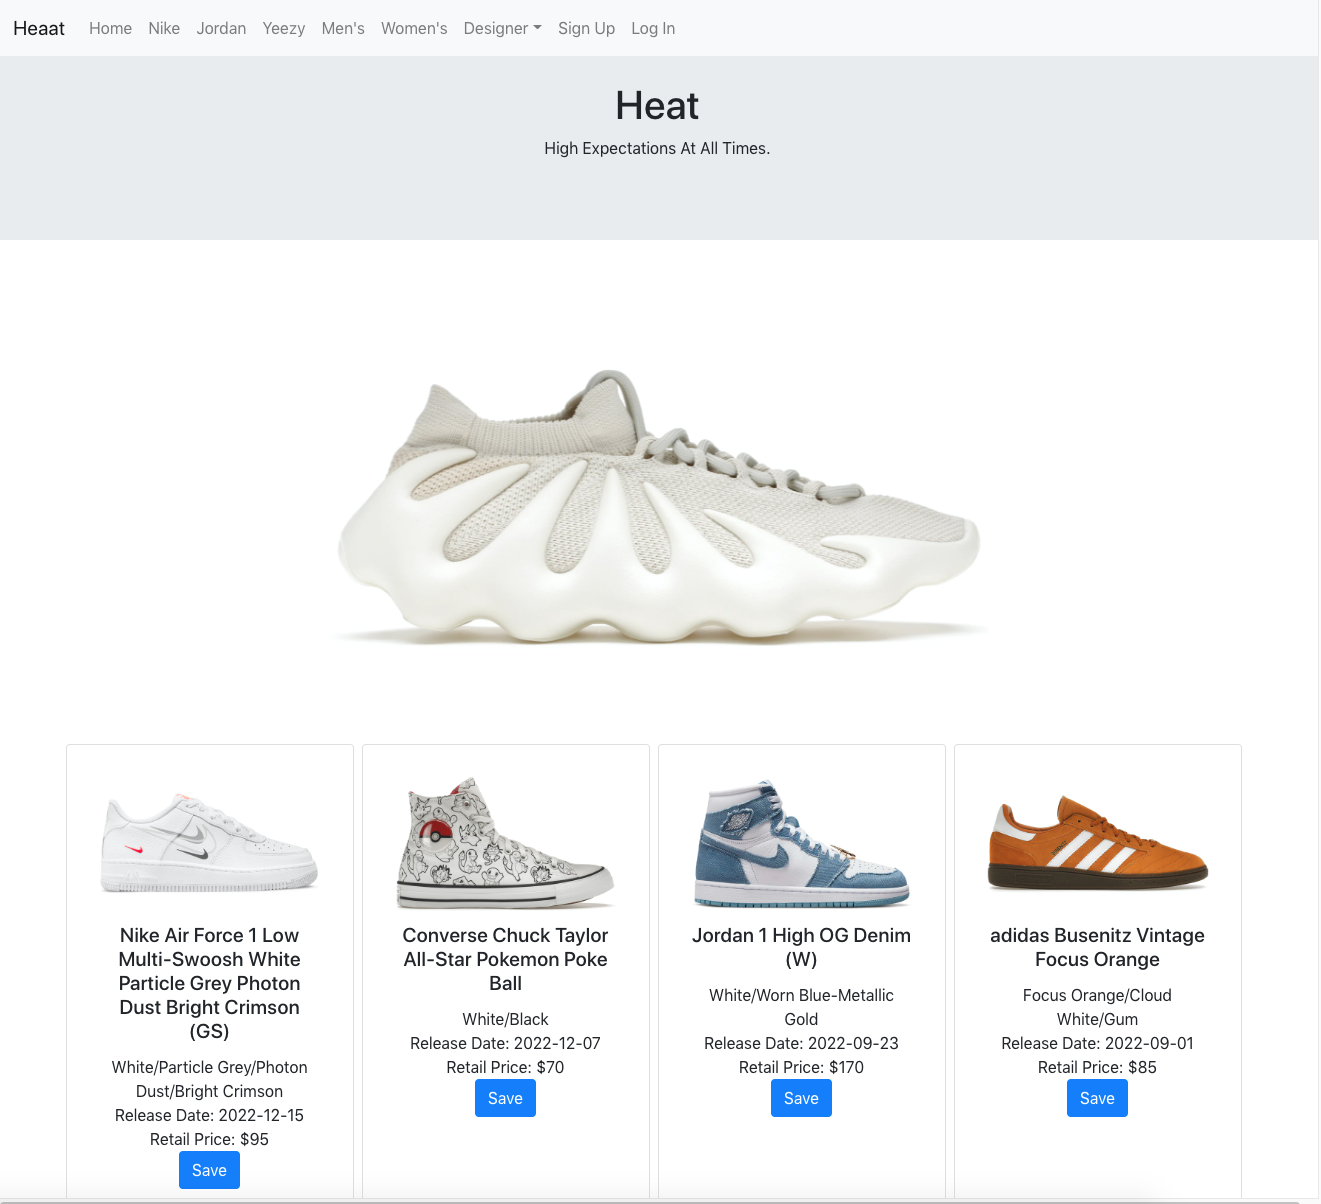 Heaat Home Nike Jordan Yeezy Men's Women's Designer Sign Up Log In
Heat
High Expectations At All Times.
Nike Air Force 1 Low
Multi-Swoosh White
Particle Grey Photon
Dust Bright Crimson
(GS)
White/Particle Grey/Photon
Dust/Bright Crimson
Release Date: 2022-12-15
Retail Price: $95
Save
Converse Chuck Taylor
All-Star Pokemon Poke
Ball
White/Black
Release Date: 2022-12-07
Retail Price: $70
Save
Jordan 1 High OG Denim
(W)
White/Worn Blue-Metallic
Gold
Release Date: 2022-09-23
Retail Price: $170
Save
adidas Busenitz Vintage
Focus Orange
Focus Orange/Cloud
White/Gum
Release Date: 2022-09-01
Retail Price: $85
Save